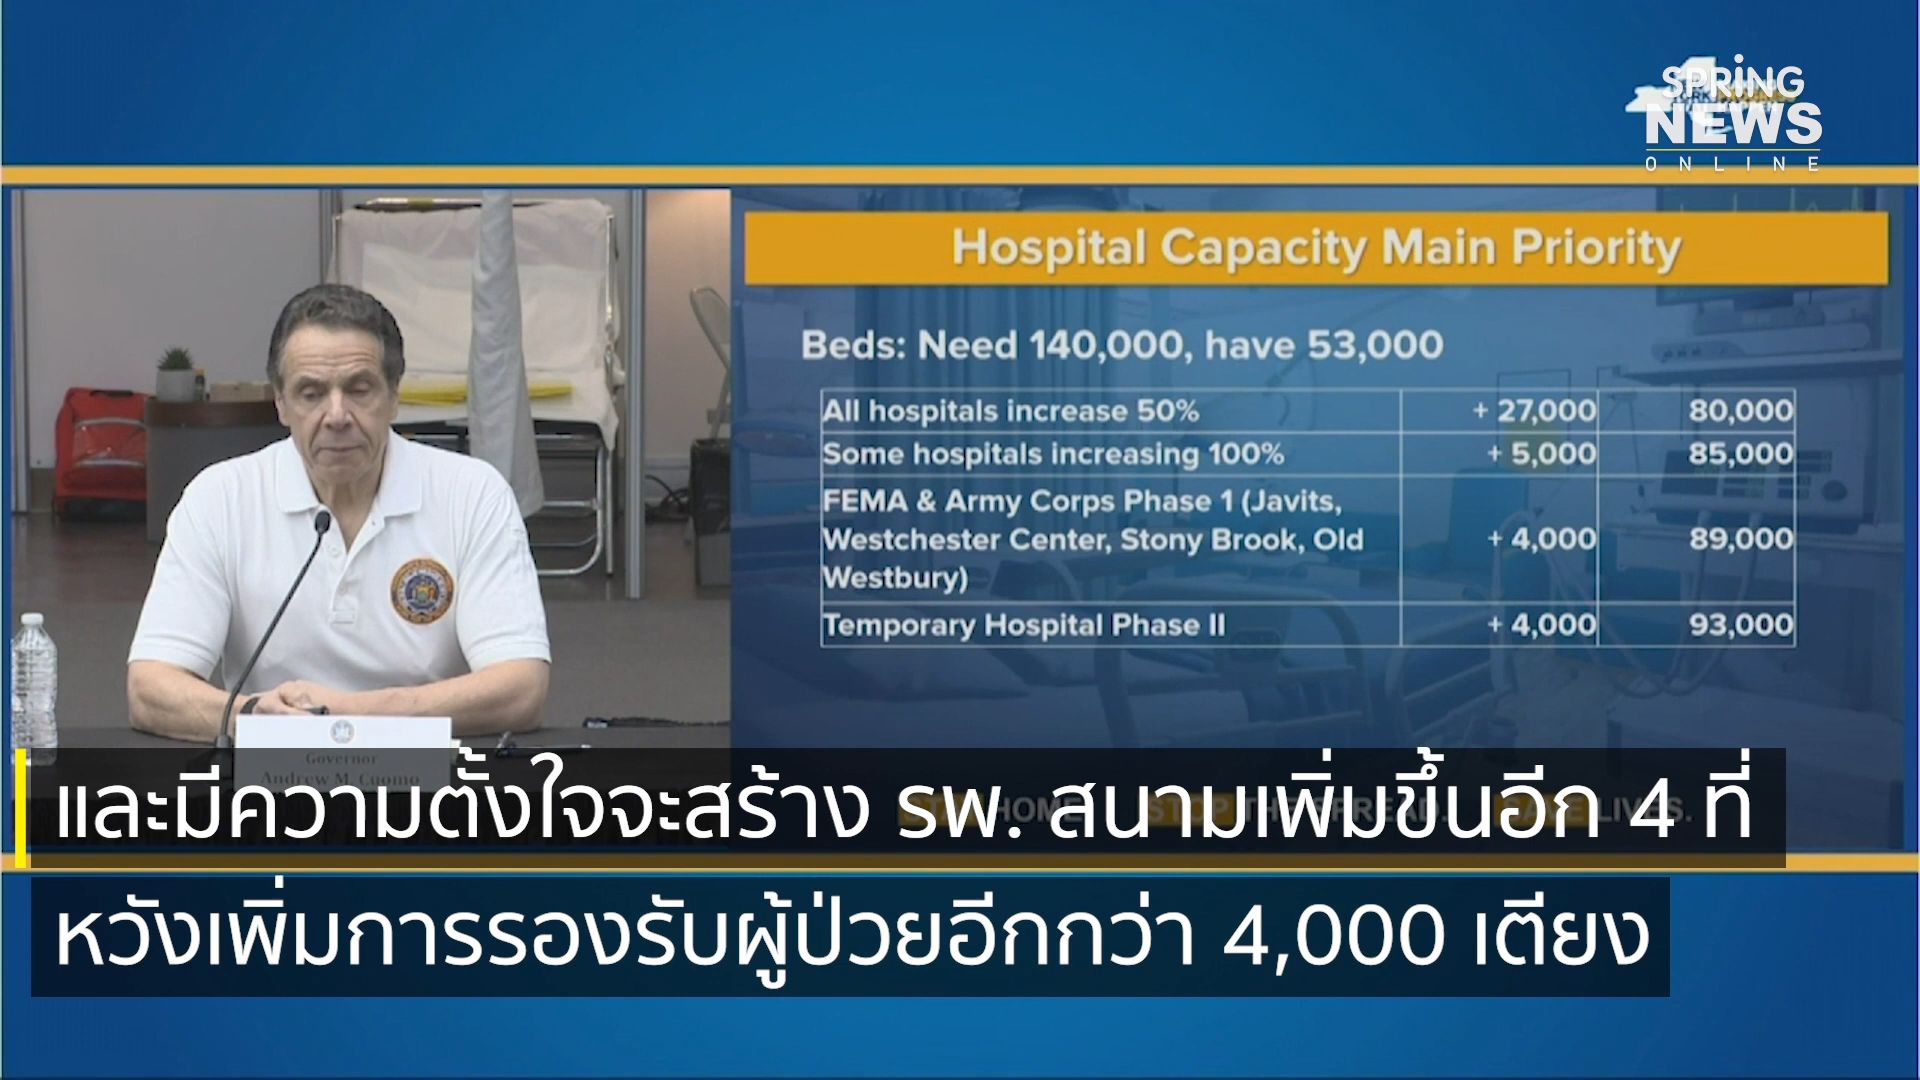 SPRING
NEWS
ONLINE
Hospital Capacity Main Priority
Beds: Need 140,000, have 53,000
All hospitals increase 50% + 27,000 80,000
Some hospitals increasing 100% + 5,000 85,000
FEMA & Army Corps Phase 1 (Javits,
Westchester Center, Stony Brook, Old + 4,000 89,000
Westbury)
Temporary Hospital Phase II + 4,000 93,000
Governor
Andrew M. Cuomo
HOME. STOP THE SPREAD. SAVE LIVES.
และมีความตั้งใจจะสร้าง รพ. สนามเพิ่มขึ้นอีก 4 ที่
หวังเพิ่มการรองรับผู้ป่วยอีกกว่า 4,000 เตียง